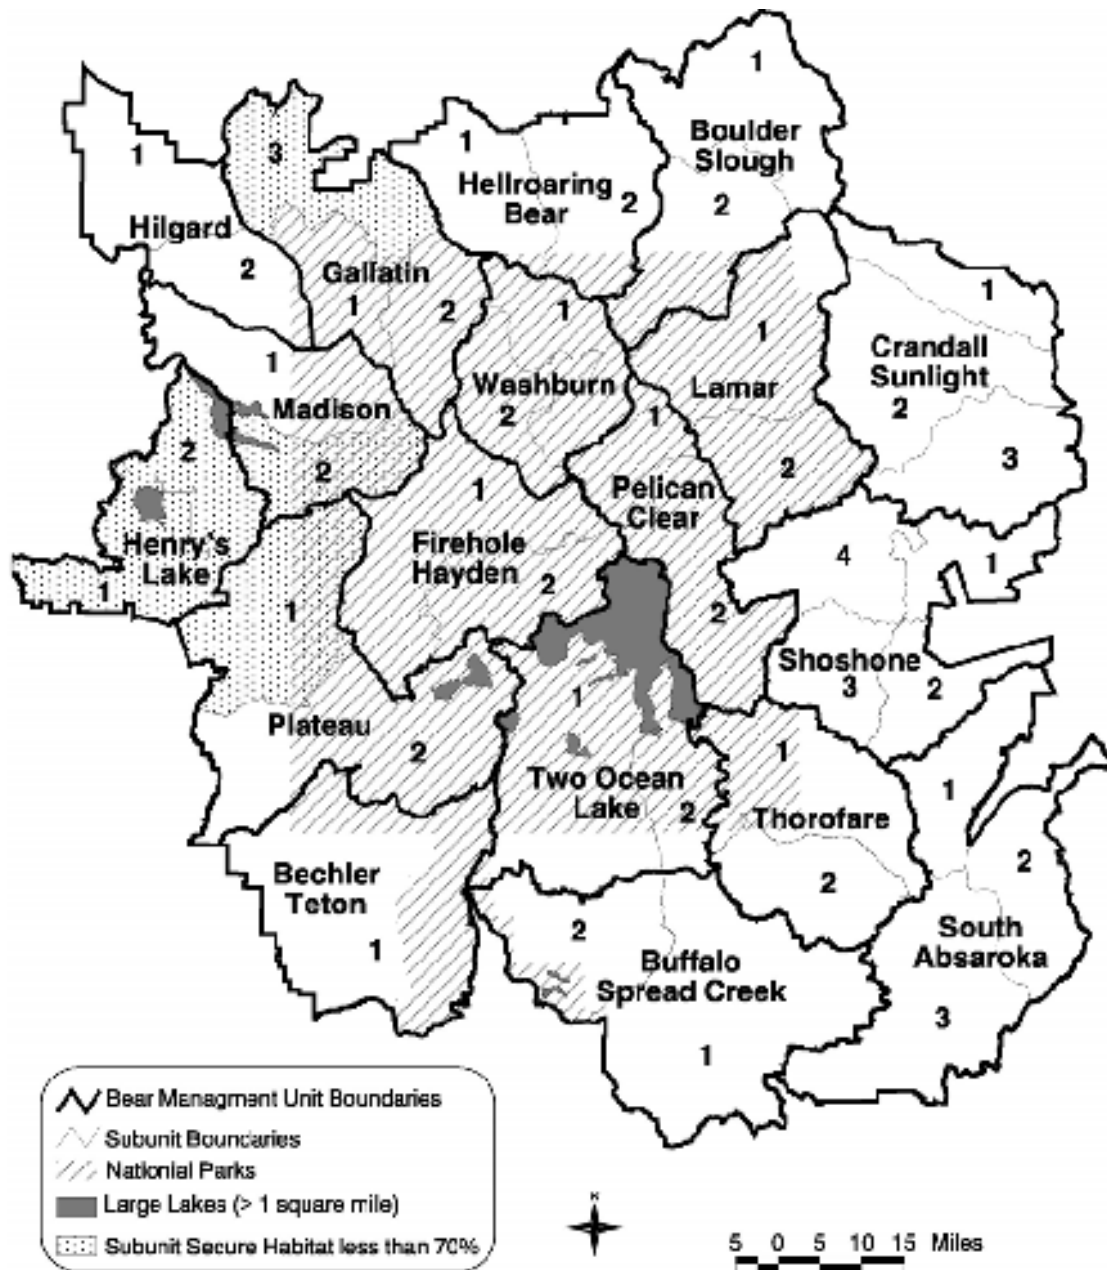 1
Boulder
Slough
1
1
3
Hellroaring
Bear
2
2
Hilgard
2
Gallatin
1
2
1
1
1
1
Crandall
Sunlight
2
Madison
Washburn
2
Lamar
1
2
3
2
2
Pelican
Clear
1
Firehole
Hayden
2
Henry's
Lake
4
1
1
1
2
Shoshone
3
2
1
Plateau
2
1
Two Ocean
Lake
2
Thorofare
1
2
2
Bechler
Teton
1
2
South
Absaroka
Buffalo
Spread Creek
3
1
Bear Managment Unit Boundaries
Subunit Boundaries
Nationial Parks
Large Lakes (> 1 square mile)
Subunit Secure Habitat less than 70%
N
5 0 5 10 15 Miles